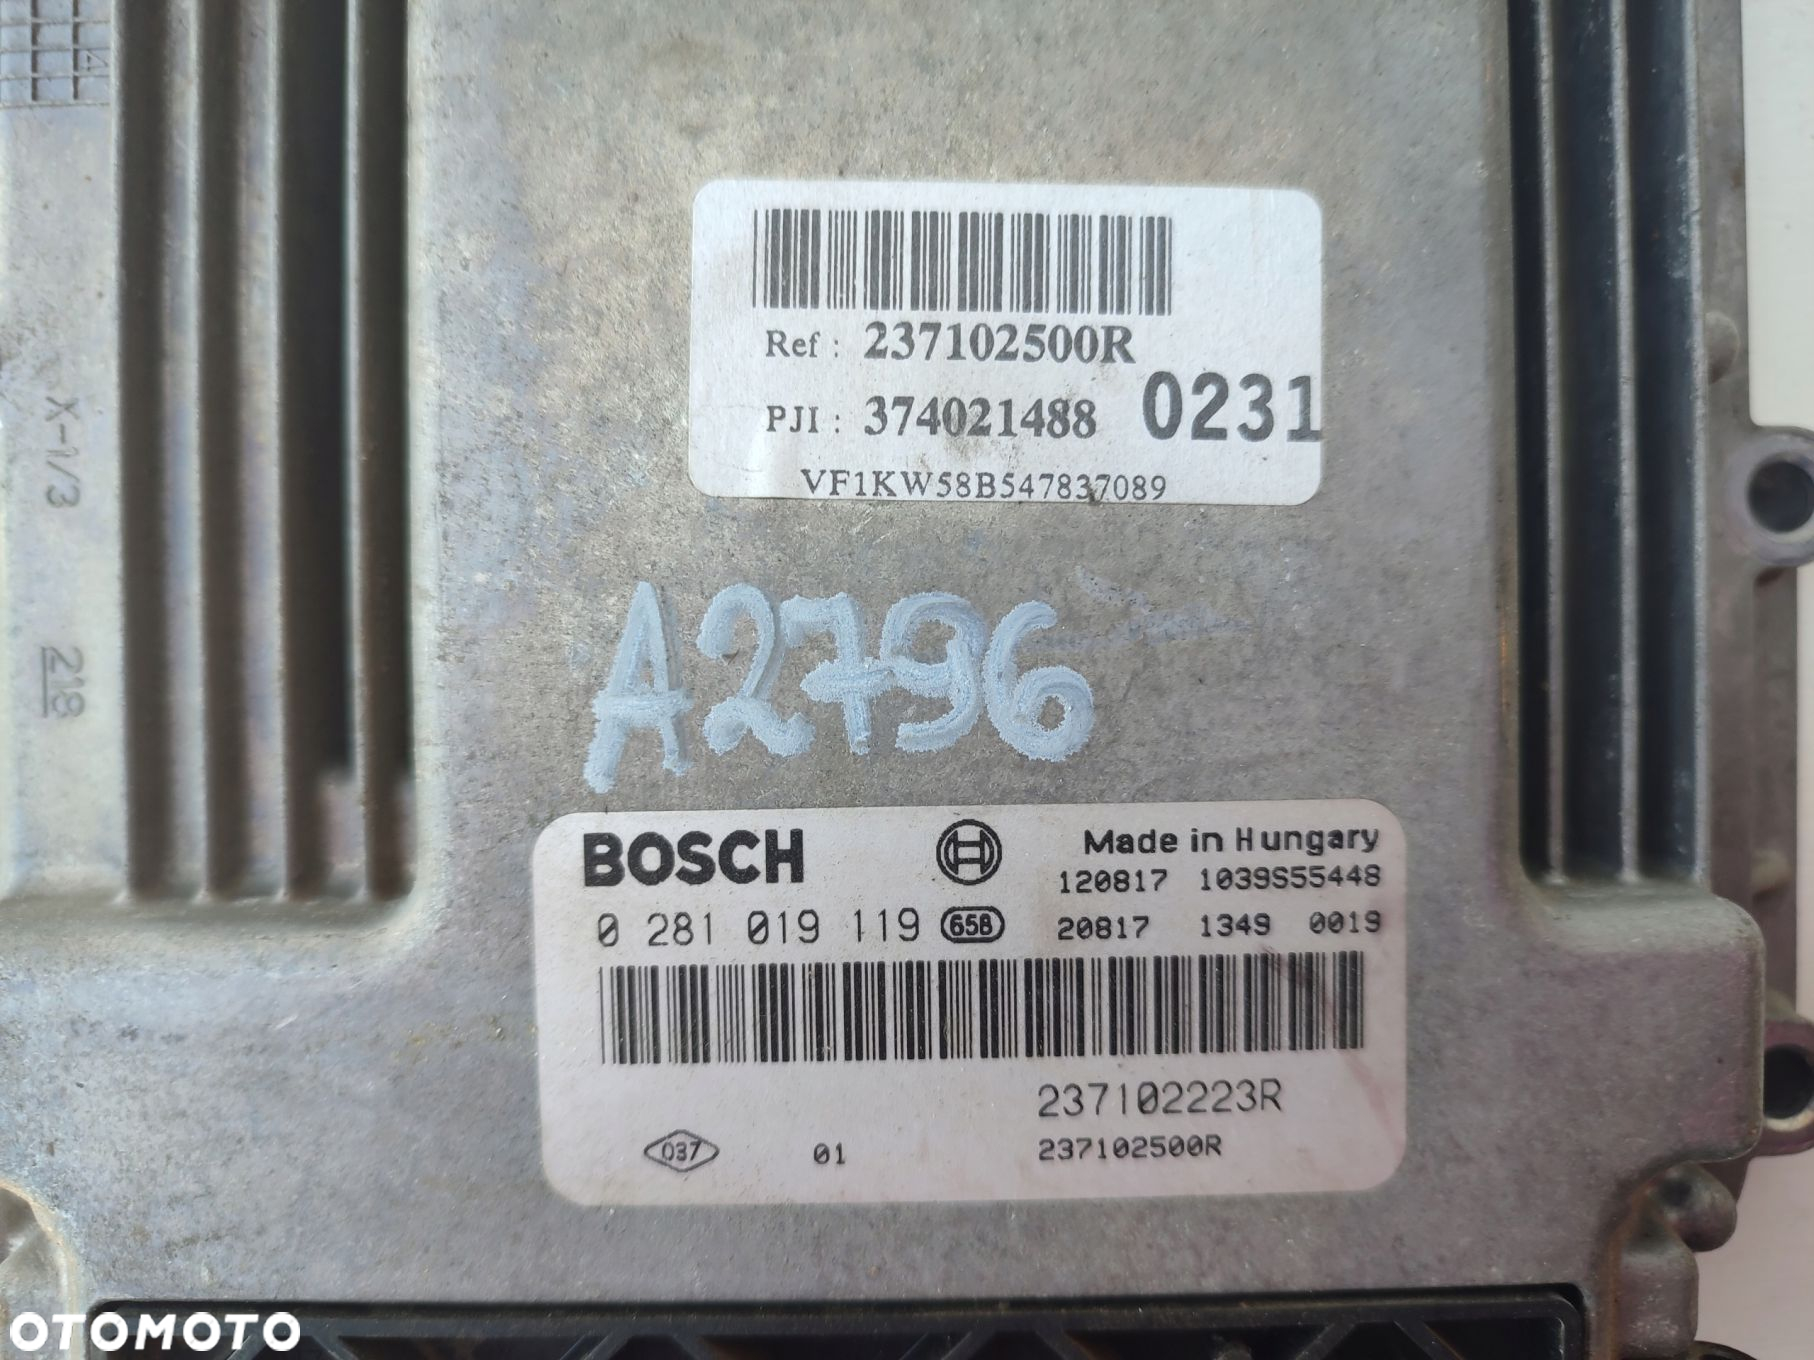 4
X-1/3
218
Ref : 237102500R
PJI : 374021488 0231
VF1KW58B547837089
A2796
BOSCH Made in Hungary
120817 1039S55448
0 281 019 119 658 20817 1349 0019
237102223R
037 01 237102500R
OTOMOTO